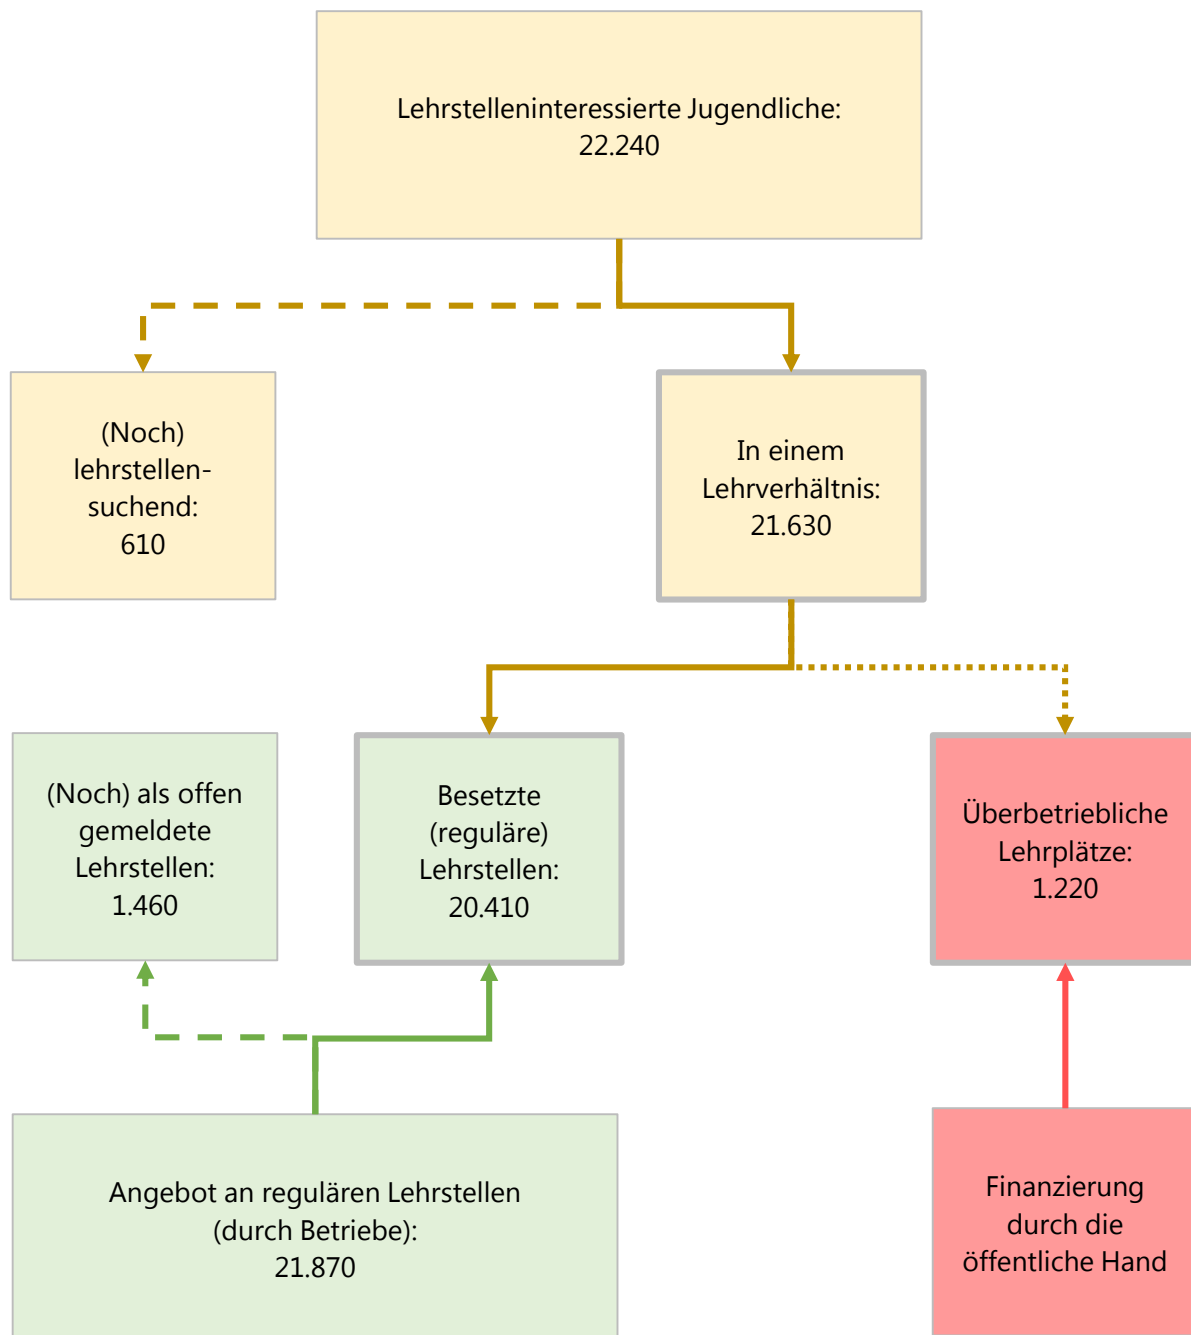 Lehrstelleninteressierte Jugendliche:
22.240
(Noch)
lehrstellen-
suchend:
610
In einem
Lehrverhältnis:
21.630
(Noch) als offen
gemeldete
Lehrstellen:
1.460
Besetzte
(reguläre)
Lehrstellen:
20.410
Überbetriebliche
Lehrplätze:
1.220
Angebot an regulären Lehrstellen
(durch Betriebe):
21.870
Finanzierung
durch die
öffentliche Hand